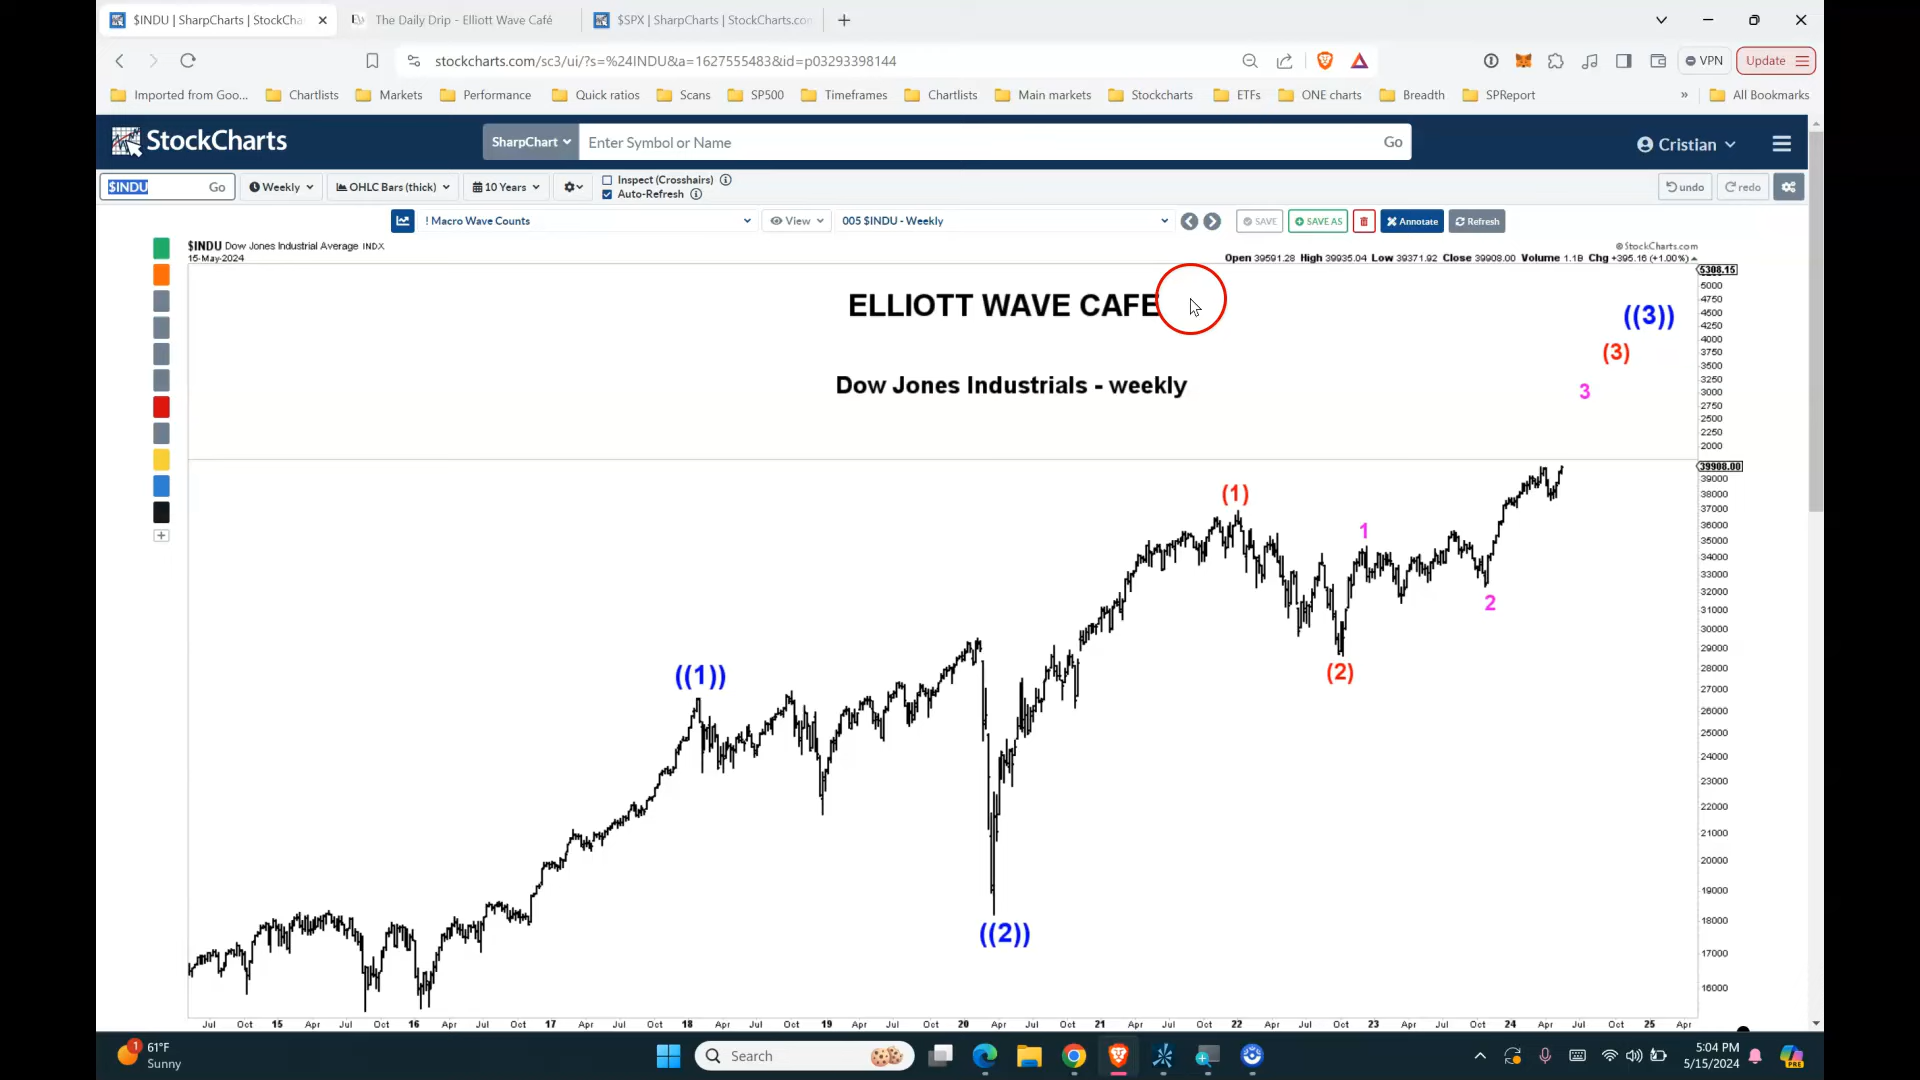 $INDU | SharpCharts | StockCha
The Daily Drip - Elliott Wave Café
$SPX | SharpCharts | StockCharts.con
stockcharts.com/sc3/ui/?s=%24INDU&a=1627555483&id=p03293398144
VPN
Update
Imported from Goo...
Chartlists
Markets
Performance
Quick ratios
Scans
SP500
Timeframes
Chartlists
Main markets
Stockcharts
ETFs
ONE charts
Breadth
SPReport
»
All Bookmarks
StockCharts
SharpChart
Enter Symbol or Name
Go
Cristian
$INDU
Go
Weekly
OHLC Bars (thick)
10 Years
Inspect (Crosshairs)
Auto-Refresh
undo
redo
! Macro Wave Counts
View
005 $INDU - Weekly
SAVE
SAVE AS
Annotate
Refresh
$INDU Dow Jones Industrial Average INDX
© StockCharts.com
15-May-2024
Open 39591.28 High 39935.04 Low 39371.92 Close 39908.00 Volume 1.1B Chg +395.16 (+1.00%)
ELLIOTT WAVE CAFE
Dow Jones Industrials - weekly
5308.15
5000
4750
4500
4250
4000
3750
3500
3250
3000
2750
2500
2250
2000
((3))
(3)
3
39908.00
39000
38000
37000
36000
35000
34000
33000
32000
31000
30000
29000
28000
27000
26000
25000
24000
23000
22000
21000
20000
19000
18000
17000
16000
(1)
1
2
(2)
((1))
((2))
Jul Oct 15 Apr Jul Oct 16 Apr Jul Oct 17 Apr Jul Oct 18 Apr Jul Oct 19 Apr Jul Oct 20 Apr Jul Oct 21 Apr Jul Oct 22 Apr Jul Oct 23 Apr Jul Oct 24 Apr Jul Oct 25 Apr
1
61°F
Sunny
Search
5:04 PM
5/15/2024
PRE